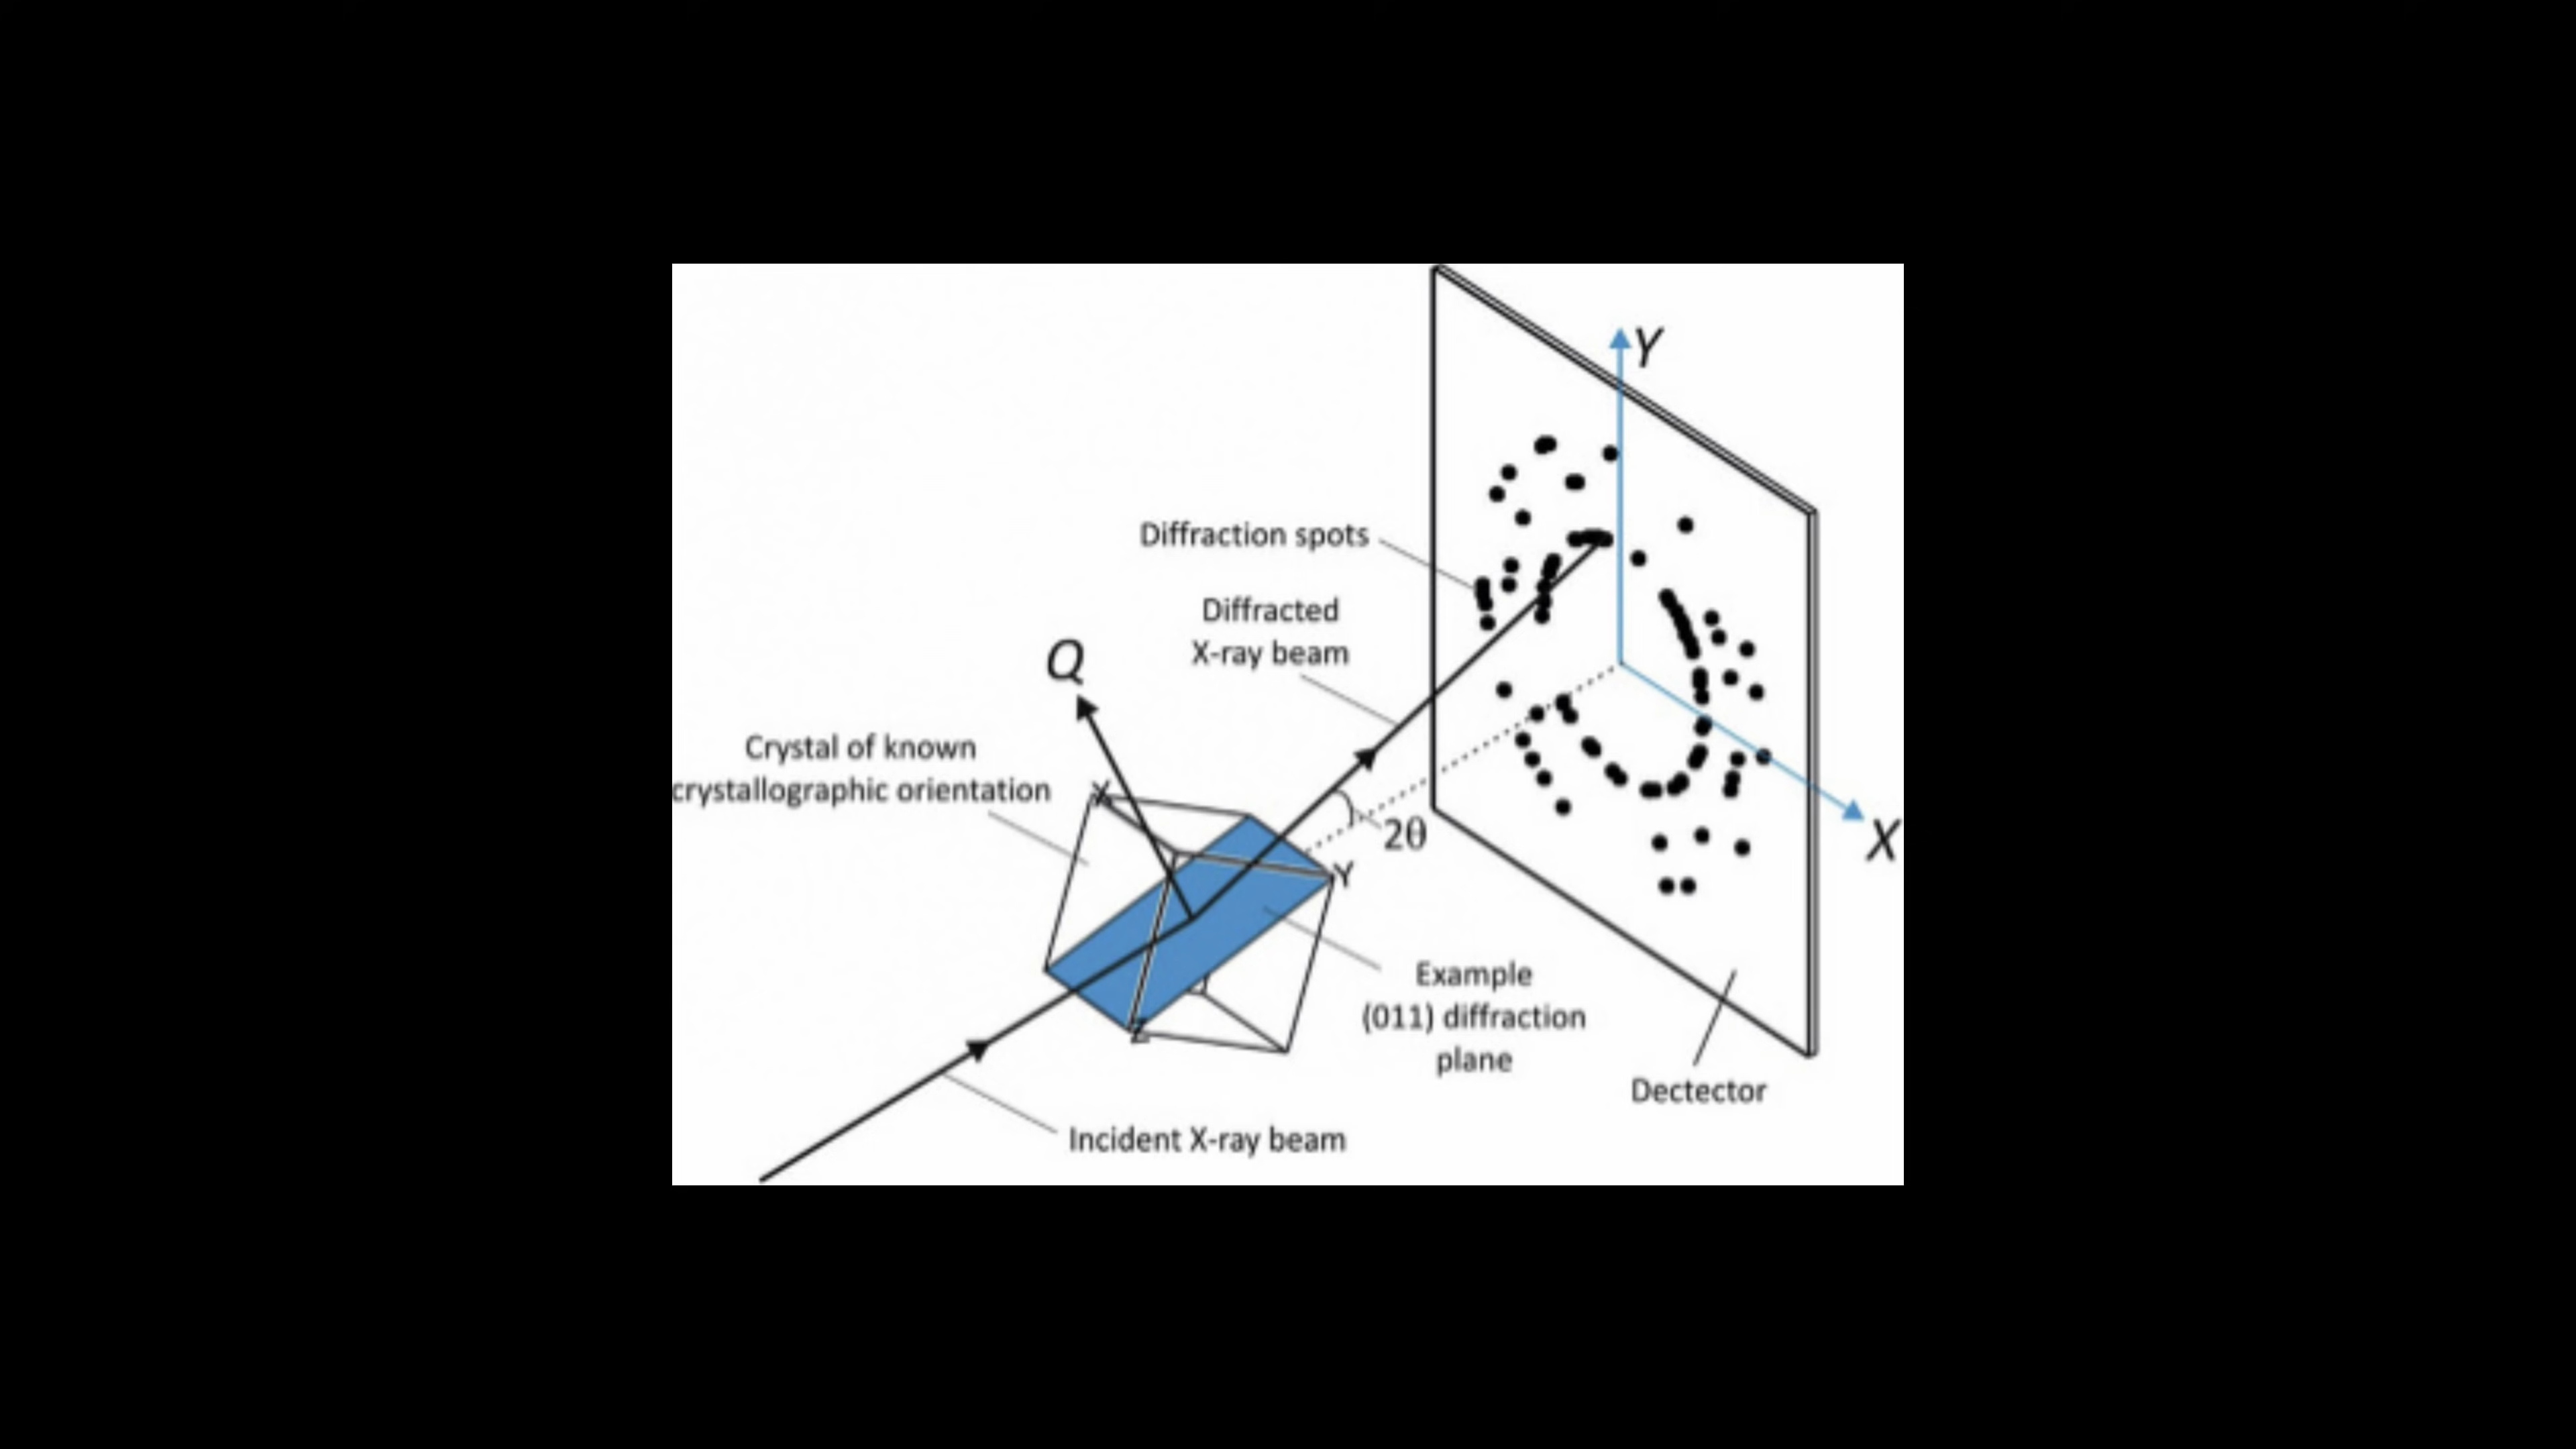 Y
Diffraction spots
Diffracted
X-ray beam
Q
Crystal of known
crystallographic orientation
X
2θ
Y
X
Example
(011) diffraction
plane
Z
Dectector
Incident X-ray beam